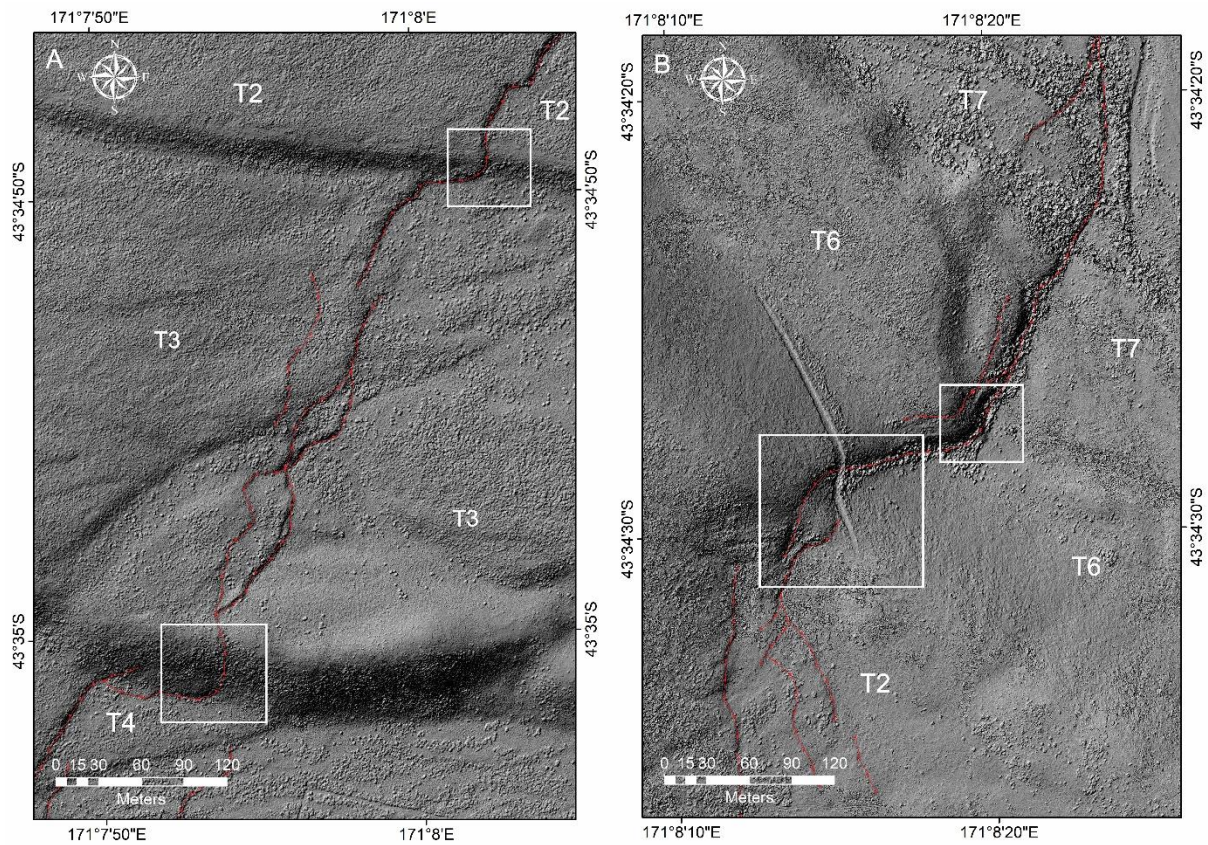 171°7'50"E
171°8'E
A
N
W
E
S
T2
T2
43°34'50"S
43°34'50"S
T3
T3
43°35'S
43°35'S
T4
0 15 30 60 90 120
Meters
171°7'50"E
171°8'E
171°8'10"E
171°8'20"E
B
N
W
E
S
T7
43°34'20"S
43°34'20"S
T6
T7
43°34'30"S
43°34'30"S
T6
T2
0 15 30 60 90 120
Meters
171°8'10"E
171°8'20"E